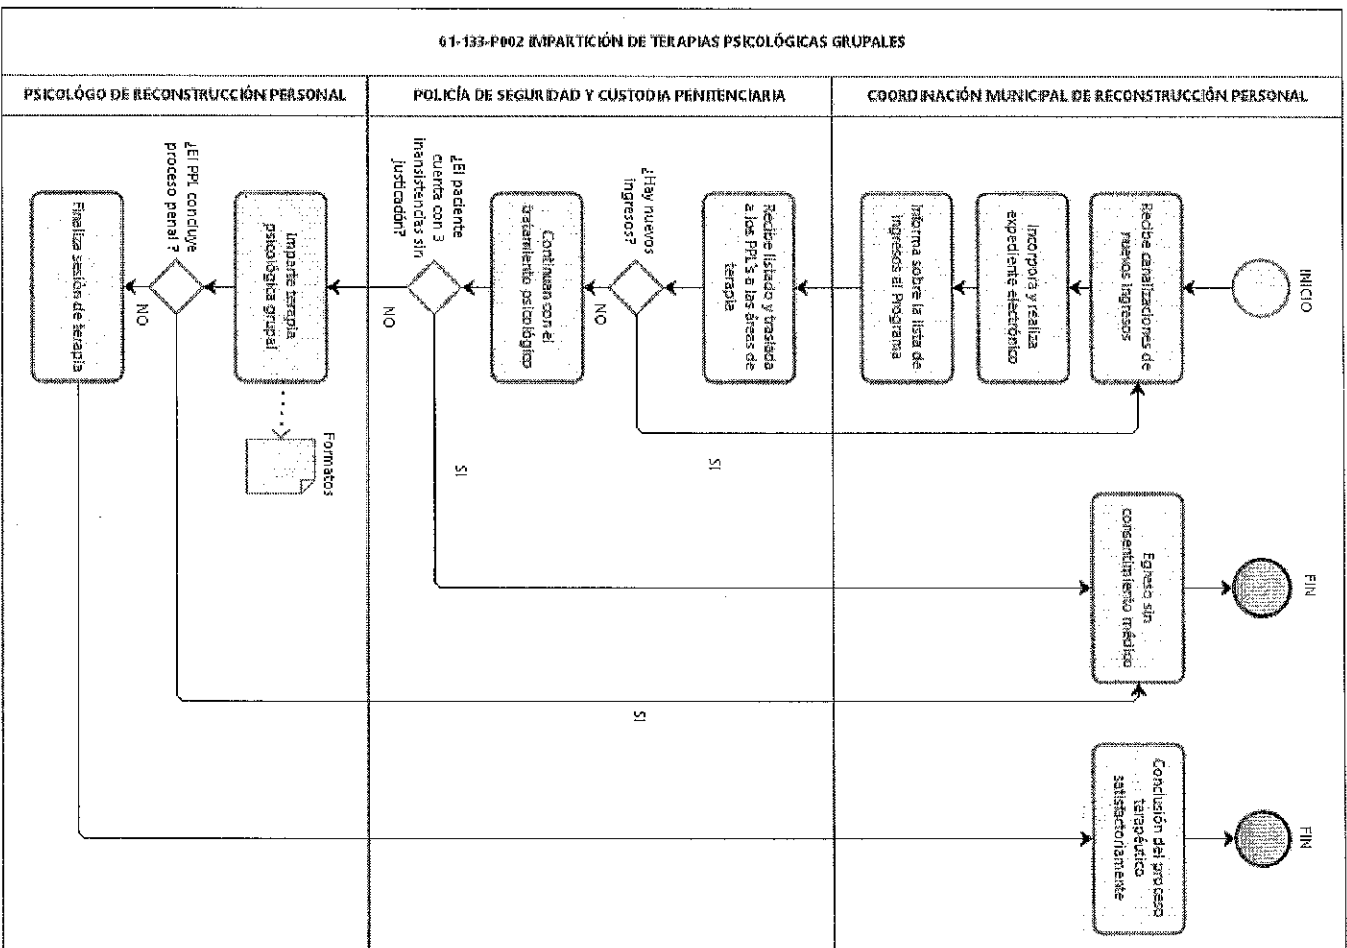 61-133-P002 IMPARTICIÓN DE TERAPIAS PSICOLÓGICAS GRUPALES
PSICOLÓGO DE RECONSTRUCCIÓN PERSONAL
POLICÍA DE SEGURIDAD Y CUSTODIA PENITENCIARIA
COORDINACIÓN MUNICIPAL DE RECONSTRUCCIÓN PERSONAL
INICIO
Recibe canalizaciones de
nuevos ingresos
Incorpora y realiza
expediente electrónico
Informa sobre la lista de
ingresos al Programa
Recibe listado y traslada
a los PPL's a las áreas de
terapia
¿Hay nuevos
ingresos?
SI
NO
Continuan con el
tratamiento psicológico
¿El paciente
cuenta con 3
inansistencias sin
justicadón?
SI
NO
Imparte terapia
psicológica grupal
Formatos
¿El PPL concluye
proceso penal ?
SI
NO
Finaliza sesión de terapia
Egreso sin
consentimiento médico
FIN
Conclusión del proceso
terapéutico
satisfactoriamente
FIN